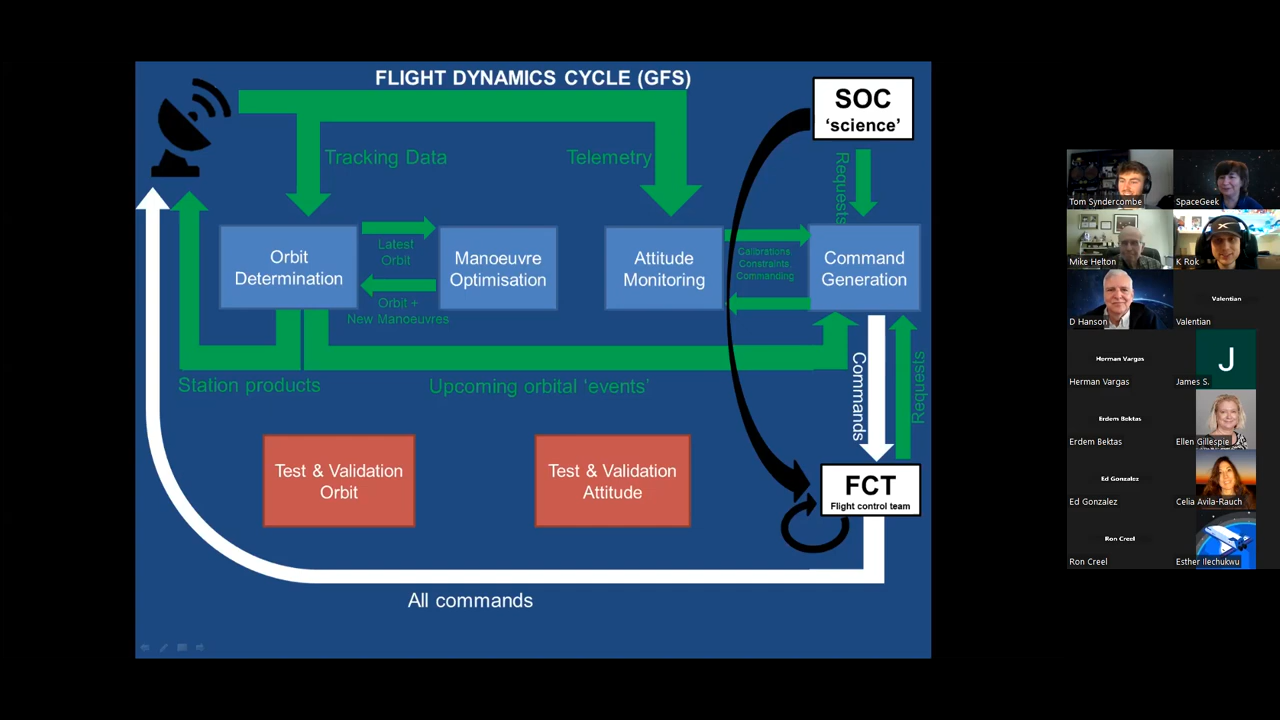 FLIGHT DYNAMICS CYCLE (GFS)
SOC
'science'
Tracking Data
Telemetry
Requests
Orbit
Determination
Latest
Orbit
Orbit +
New Manoeuvres
Manoeuvre
Optimisation
Attitude
Monitoring
Calibrations,
Constraints,
Commanding
Command
Generation
Station products
Upcoming orbital 'events'
Commands
Requests
Test & Validation
Orbit
Test & Validation
Attitude
FCT
Flight control team
All commands
Tom Syndercombe
SpaceGeek
Mike Helton
K Rok
D Hanson
Valentian
Valentian
Herman Vargas
Herman Vargas
J
James S.
Erdem Bektas
Erdem Bektas
Ellen Gillespie
Ed Gonzalez
Ed Gonzalez
Celia Avila-Rauch
Ron Creel
Ron Creel
Esther Ilechukwu